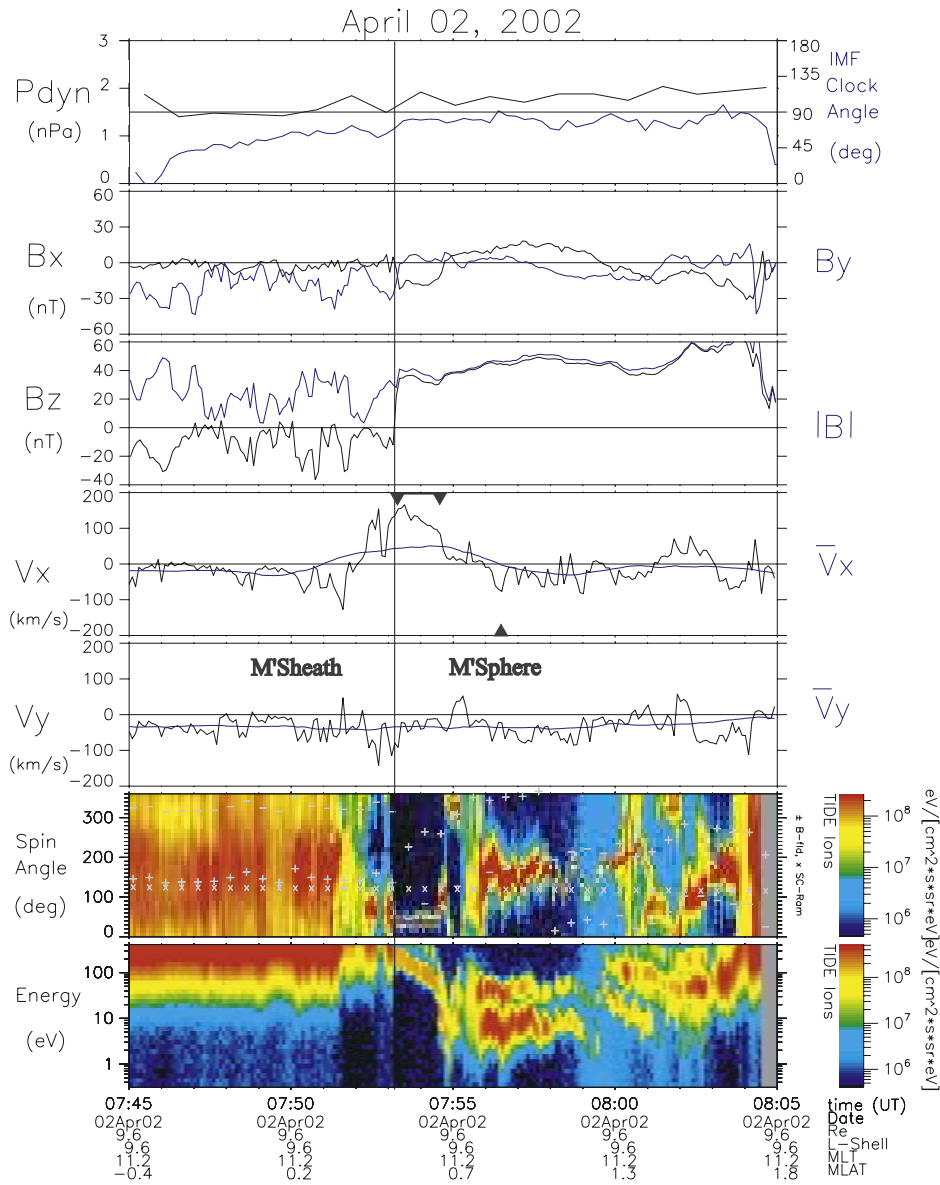 April 02, 2002
3 2 1 0
Pdyn
(nPa)
180 135 90 45 0
IMF
Clock
Angle
(deg)
60 30 0 -30 -60
Bx
(nT)
By
60 40 20 0 -20 -40
Bz
(nT)
|B|
200 100 0 -100 -200
Vx
(km/s)
Vx
M'Sheath M'Sphere
200 100 0 -100 -200
Vy
(km/s)
Vy
300 200 100 0
Spin
Angle
(deg)
± B-fld, x SC-Ram
TIDE Ions
10^8 10^7 10^6
eV/[cm^2*s*sr*eV]
100 10 1
Energy
(eV)
TIDE Ions
10^8 10^7 10^6
eV/[cm^2*s*sr*eV]
07:45 07:50 07:55 08:00 08:05 time (UT)
02Apr02 02Apr02 02Apr02 02Apr02 02Apr02 Date
9.6 9.6 9.6 9.6 9.6 Re
9.6 9.6 9.6 9.6 9.6 L-Shell
11.2 11.2 11.2 11.2 11.2 MLT
-0.4 0.2 0.7 1.3 1.8 MLAT